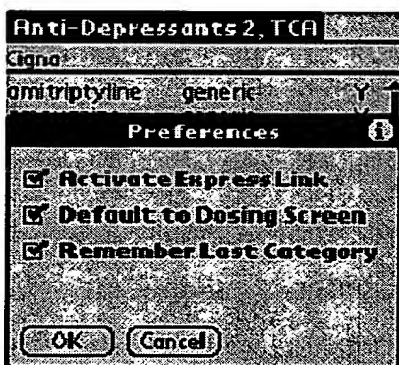 Anti-Depressants 2, TCA
Cigna
amitriptyline generic Y
Preferences
Activate Express Link
Default to Dosing Screen
Remember Last Category
OK Cancel